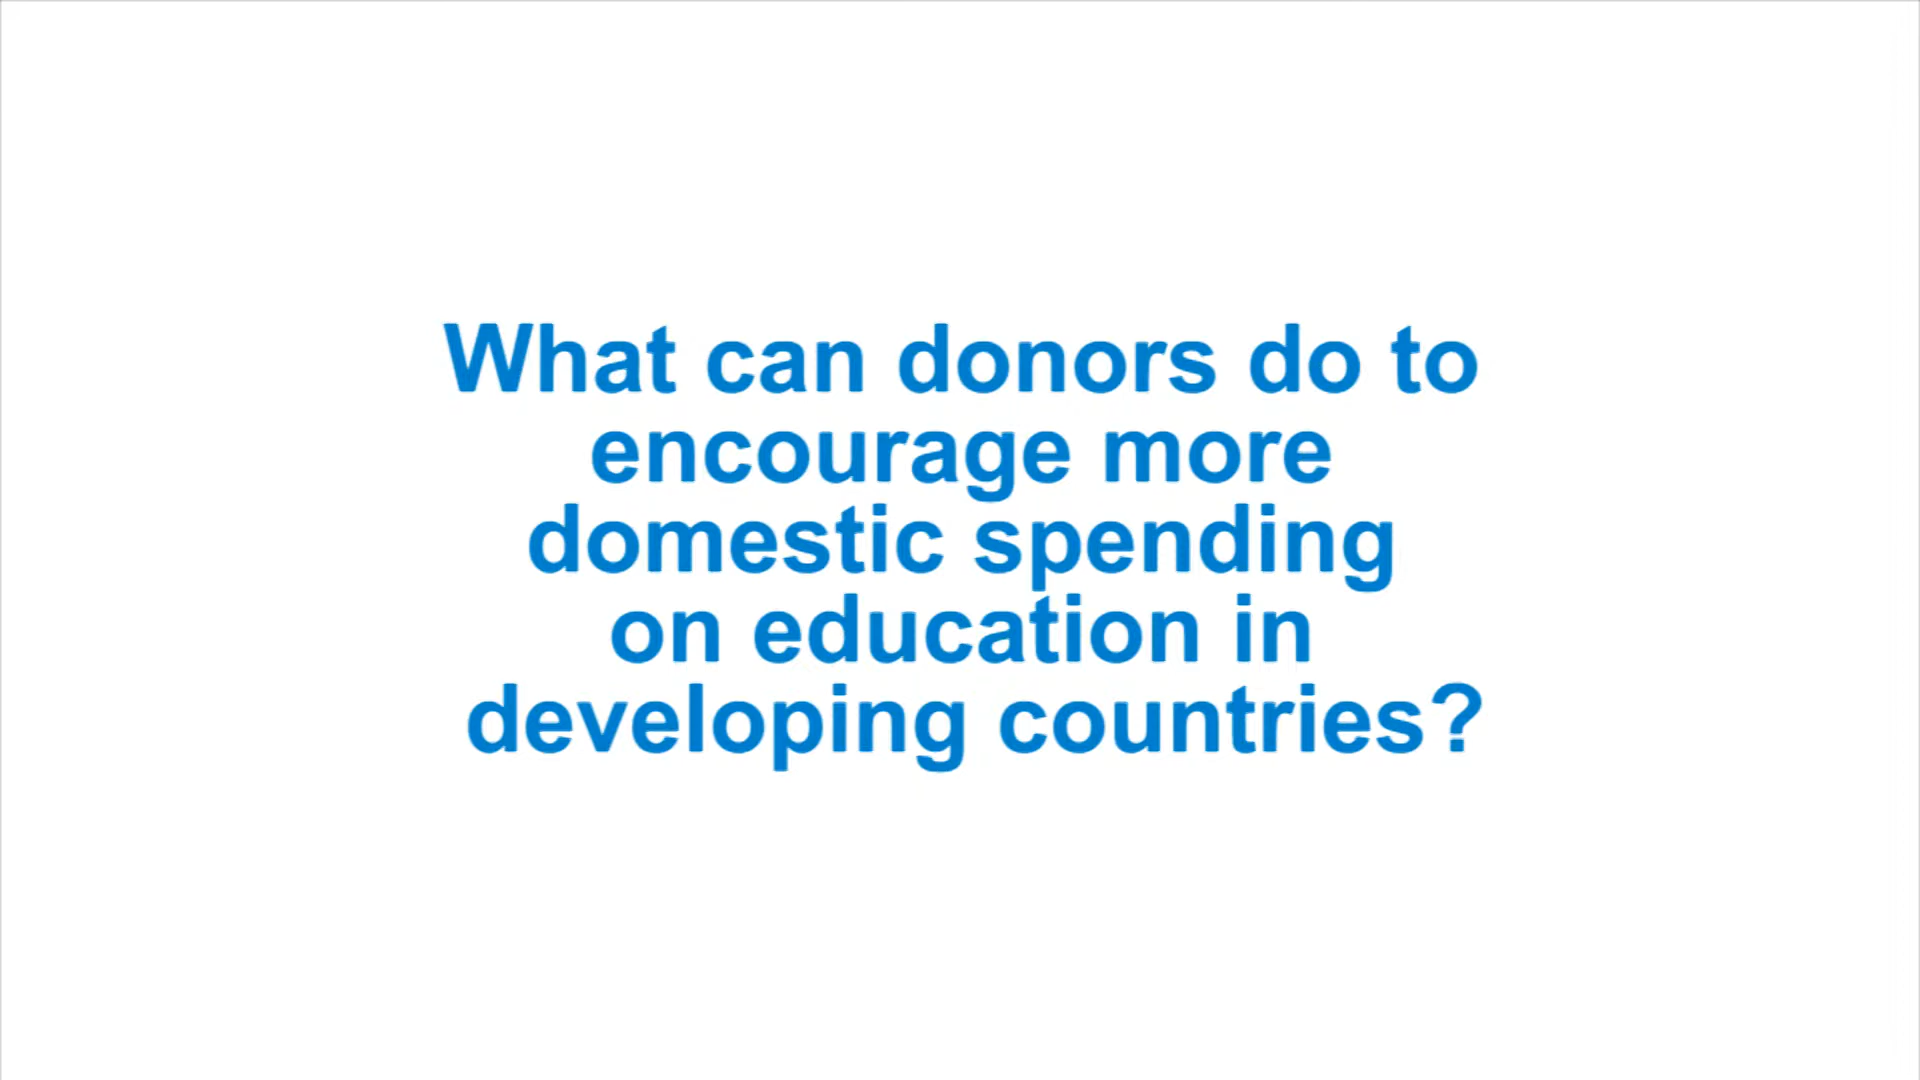 What can donors do to
encourage more
domestic spending
on education in
developing countries?